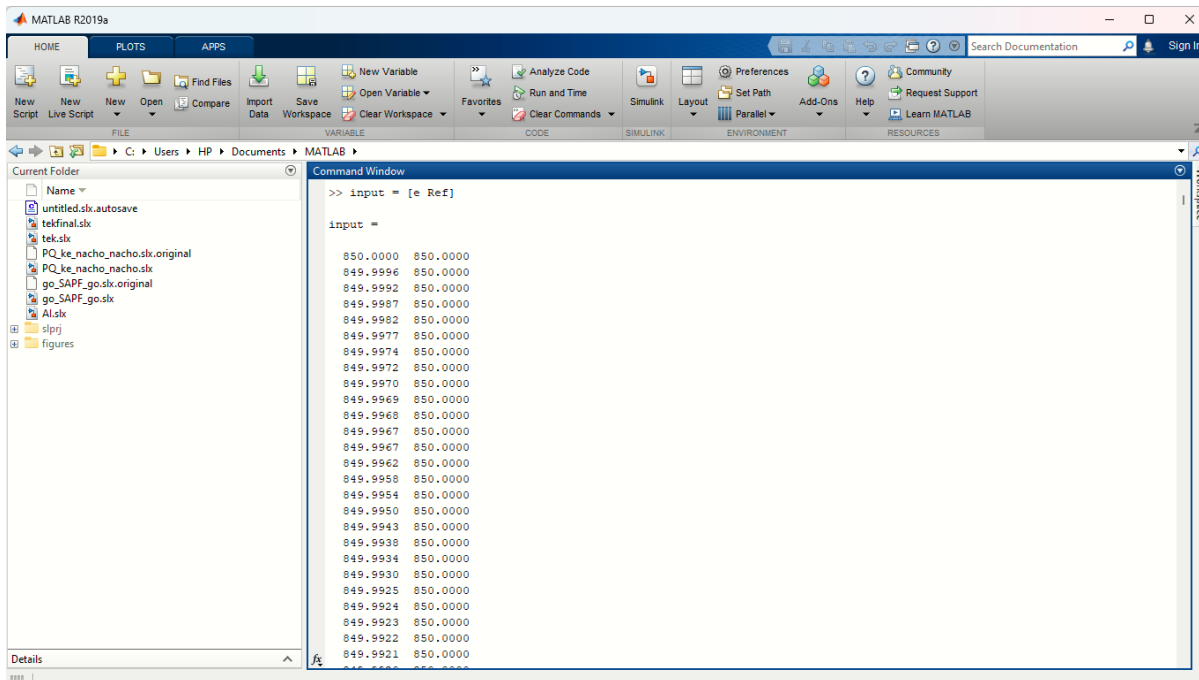 MATLAB R2019a
HOME PLOTS APPS
Search Documentation
Sign In
New Script
New Live Script
New
Open
Find Files
Compare
Import Data
Save Workspace
New Variable
Open Variable
Clear Workspace
Favorites
Analyze Code
Run and Time
Clear Commands
Simulink
Layout
Preferences
Set Path
Parallel
Add-Ons
Help
Community
Request Support
Learn MATLAB
FILE VARIABLE CODE SIMULINK ENVIRONMENT RESOURCES
C: Users HP Documents MATLAB
Current Folder
Name
untitled.slx.autosave
tekfinal.slx
tek.slx
PQ_ke_nacho_nacho.slx.original
PQ_ke_nacho_nacho.slx
go_SAPF_go.slx.original
go_SAPF_go.slx
AI.slx
slprj
figures
Details
Command Window
>> input = [e Ref]
input =
850.0000 850.0000
849.9996 850.0000
849.9992 850.0000
849.9987 850.0000
849.9982 850.0000
849.9977 850.0000
849.9974 850.0000
849.9972 850.0000
849.9970 850.0000
849.9969 850.0000
849.9968 850.0000
849.9967 850.0000
849.9967 850.0000
849.9962 850.0000
849.9958 850.0000
849.9954 850.0000
849.9950 850.0000
849.9943 850.0000
849.9938 850.0000
849.9934 850.0000
849.9930 850.0000
849.9925 850.0000
849.9924 850.0000
849.9923 850.0000
849.9922 850.0000
849.9921 850.0000
fx